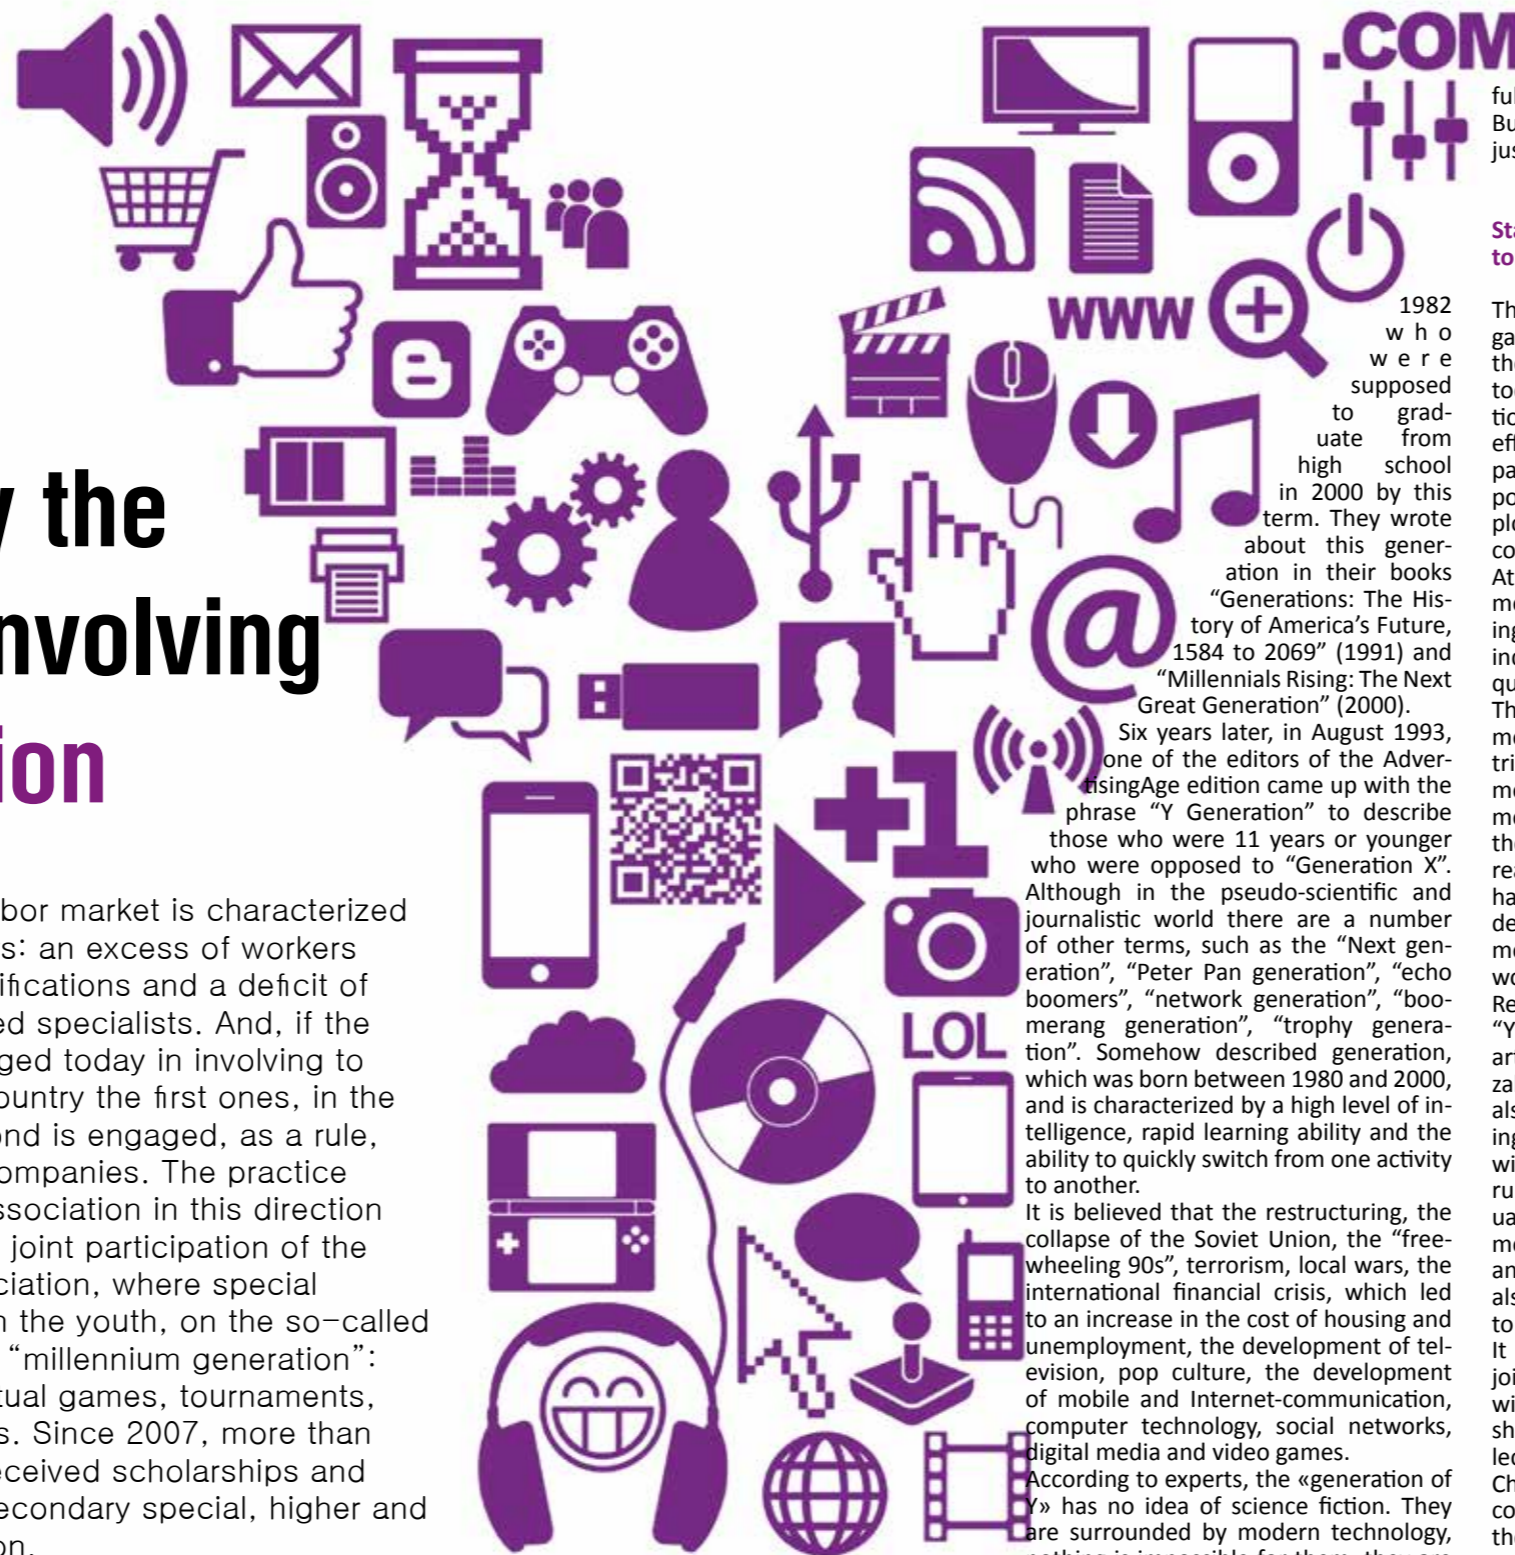 .COM
WWW
y the
nvolving
ion
bor market is characterized
s: an excess of workers
ifications and a deficit of
ed specialists. And, if the
ged today in involving to
ountry the first ones, in the
ond is engaged, as a rule,
ompanies. The practice
ssociation in this direction
joint participation of the
ciation, where special
n the youth, on the so-called
“millennium generation”:
tual games, tournaments,
s. Since 2007, more than
eceived scholarships and
econdary special, higher and
on.
@
+1
LOL
1982
who
were
supposed
to grad-
uate from
high school
in 2000 by this
term. They wrote
about this gener-
ation in their books
“Generations: The His-
tory of America’s Future,
1584 to 2069” (1991) and
“Millennials Rising: The Next
Great Generation” (2000).
Six years later, in August 1993,
one of the editors of the Adver-
tisingAge edition came up with the
phrase “Y Generation” to describe
those who were 11 years or younger
who were opposed to “Generation X”.
Although in the pseudo-scientific and
journalistic world there are a number
of other terms, such as the “Next gen-
eration”, “Peter Pan generation”, “echo
boomers”, “network generation”, “boo-
merang generation”, “trophy genera-
tion”. Somehow described generation,
which was born between 1980 and 2000,
and is characterized by a high level of in-
telligence, rapid learning ability and the
ability to quickly switch from one activity
to another.
It is believed that the restructuring, the
collapse of the Soviet Union, the “free-
wheeling 90s”, terrorism, local wars, the
international financial crisis, which led
to an increase in the cost of housing and
unemployment, the development of tel-
evision, pop culture, the development
of mobile and Internet-communication,
computer technology, social networks,
digital media and video games.
According to experts, the «generation of
Y» has no idea of science fiction. They
are surrounded by modern technology,
nothing is impossible for them, they are
ful
Bu
jus
Sta
to